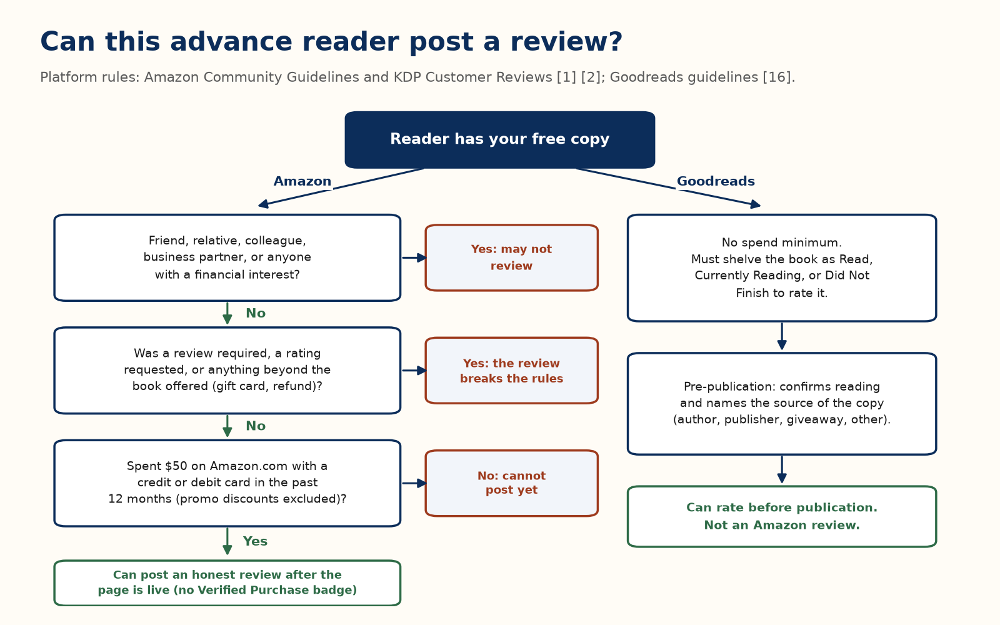 Can this advance reader post a review?
Platform rules: Amazon Community Guidelines and KDP Customer Reviews [1] [2]; Goodreads guidelines [16].
Reader has your free copy
Amazon
Goodreads
Friend, relative, colleague,
business partner, or anyone
with a financial interest?
Yes: may not
review
No
Was a review required, a rating
requested, or anything beyond the
book offered (gift card, refund)?
Yes: the review
breaks the rules
No
Spent $50 on Amazon.com with a
credit or debit card in the past
12 months (promo discounts excluded)?
No: cannot
post yet
Yes
Can post an honest review after the
page is live (no Verified Purchase badge)
No spend minimum.
Must shelve the book as Read,
Currently Reading, or Did Not
Finish to rate it.
Pre-publication: confirms reading
and names the source of the copy
(author, publisher, giveaway, other).
Can rate before publication.
Not an Amazon review.